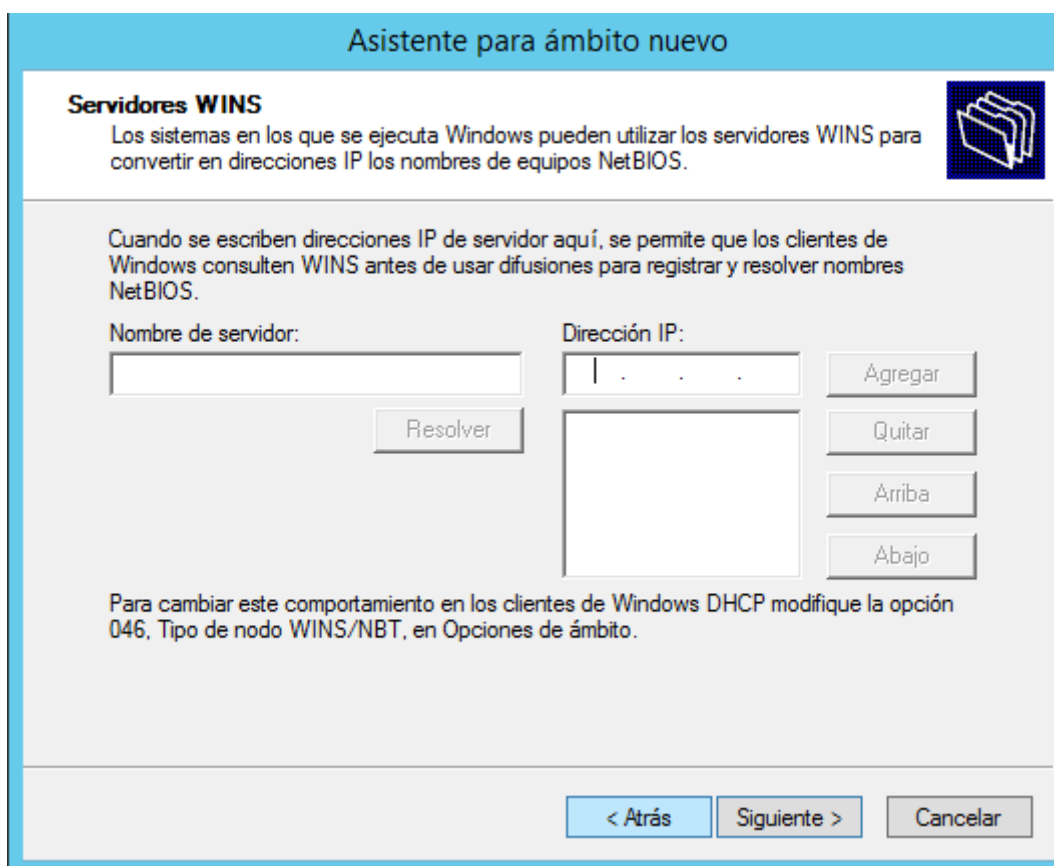 Asistente para ámbito nuevo
Servidores WINS
Los sistemas en los que se ejecuta Windows pueden utilizar los servidores WINS para
convertir en direcciones IP los nombres de equipos NetBIOS.
Cuando se escriben direcciones IP de servidor aquí, se permite que los clientes de
Windows consulten WINS antes de usar difusiones para registrar y resolver nombres
NetBIOS.
Nombre de servidor:
Dirección IP:
. . .
Agregar
Resolver
Quitar
Arriba
Abajo
Para cambiar este comportamiento en los clientes de Windows DHCP modifique la opción
046, Tipo de nodo WINS/NBT, en Opciones de ámbito.
< Atrás
Siguiente >
Cancelar